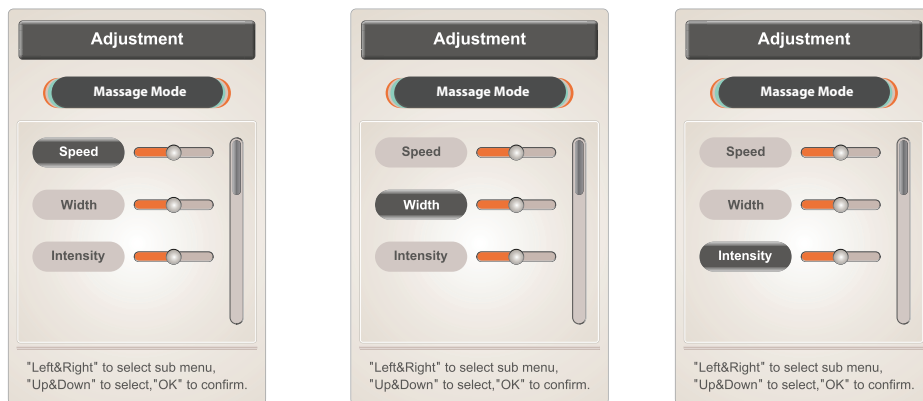 Adjustment
Massage Mode
Speed
Width
Intensity
"Left&Right" to select sub menu,
"Up&Down" to select,"OK" to confirm.
Adjustment
Massage Mode
Speed
Width
Intensity
"Left&Right" to select sub menu,
"Up&Down" to select,"OK" to confirm.
Adjustment
Massage Mode
Speed
Width
Intensity
"Left&Right" to select sub menu,
"Up&Down" to select,"OK" to confirm.